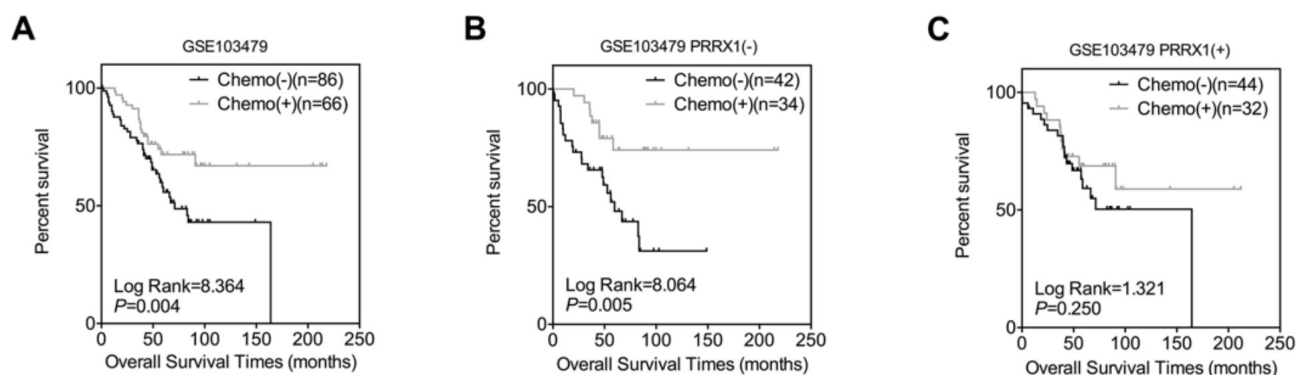 A
GSE103479
100
50
0
Percent survival
Chemo(-)(n=86)
Chemo(+)(n=66)
Log Rank=8.364
P=0.004
0 50 100 150 200 250
Overall Survival Times (months)
B
GSE103479 PRRX1(-)
100
50
0
Percent survival
Chemo(-)(n=42)
Chemo(+)(n=34)
Log Rank=8.064
P=0.005
0 50 100 150 200 250
Overall Survival Times (months)
C
GSE103479 PRRX1(+)
100
50
0
Percent survival
Chemo(-)(n=44)
Chemo(+)(n=32)
Log Rank=1.321
P=0.250
0 50 100 150 200 250
Overall Survival Times (months)